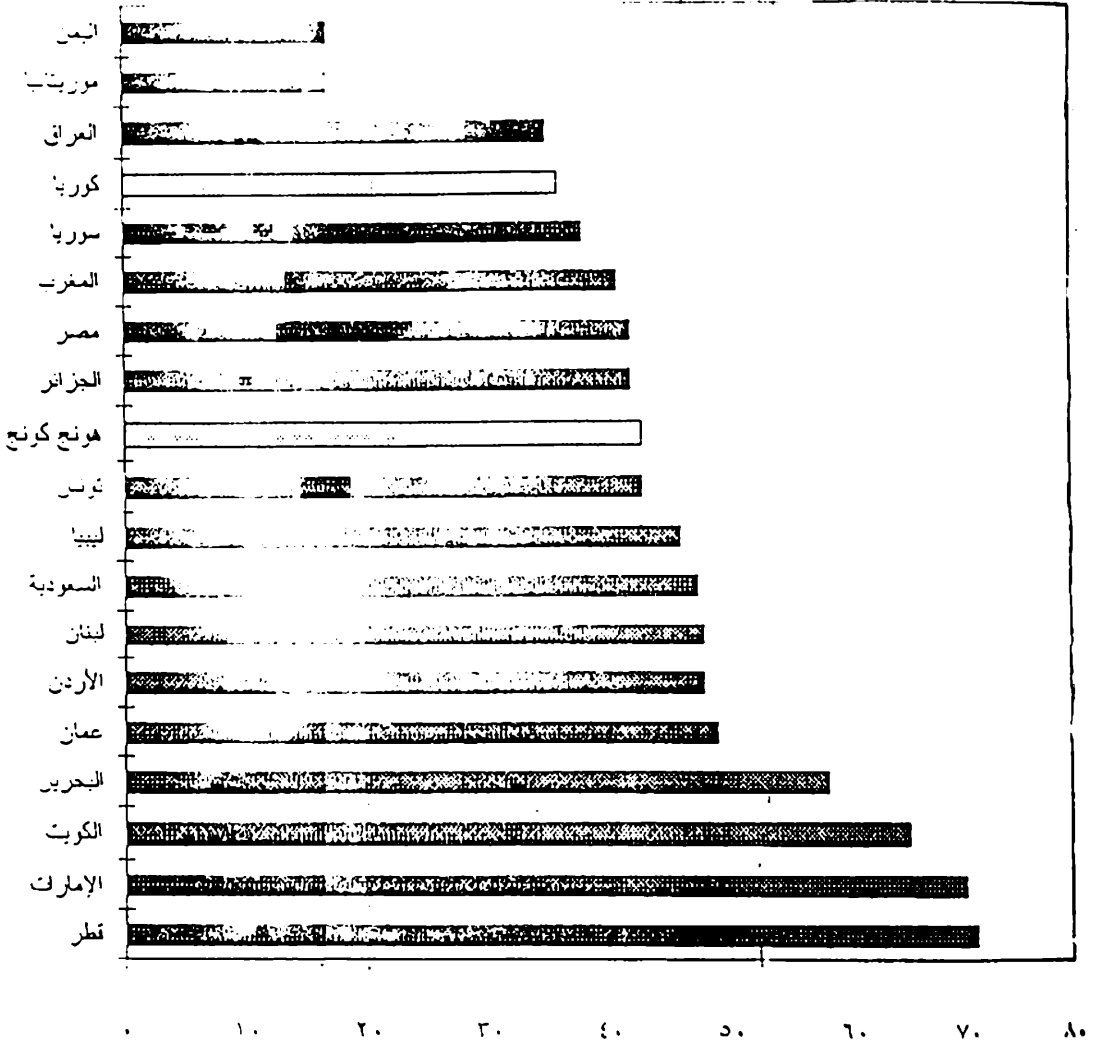 اليمن
موريتانيا
العراق
كوريا
سوريا
المغرب
مصر
الجزائر
هونج كونج
تونس
ليبيا
السعودية
لبنان
الأردن
عمان
البحرين
الكويت
الإمارات
قطر
٠ ١٠ ٢٠ ٣٠ ٤٠ ٥٠ ٦٠ ٧٠ ٨٠